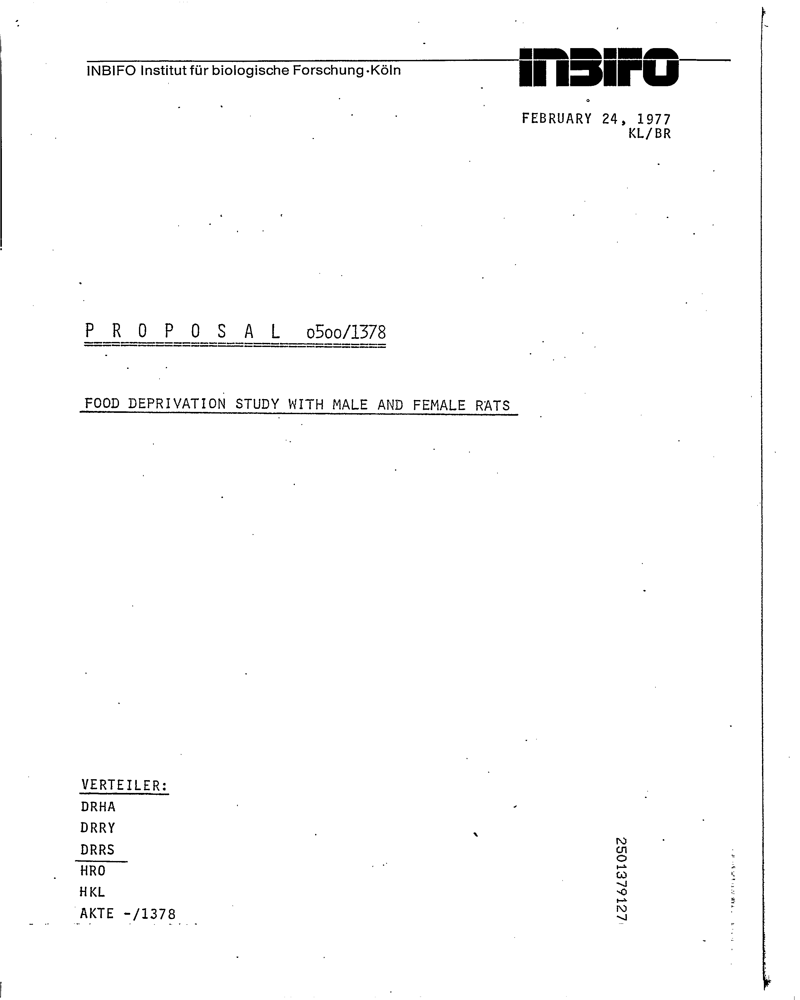 INBIFO Institut für biologische Forschung·Köln
INBIFO
FEBRUARY 24, 1977
KL/BR
P R O P O S A L o5oo/1378
FOOD DEPRIVATION STUDY WITH MALE AND FEMALE RATS
VERTEILER:
DRHA
DRRY
DRRS
HRO
HKL
AKTE -/1378
2501379127